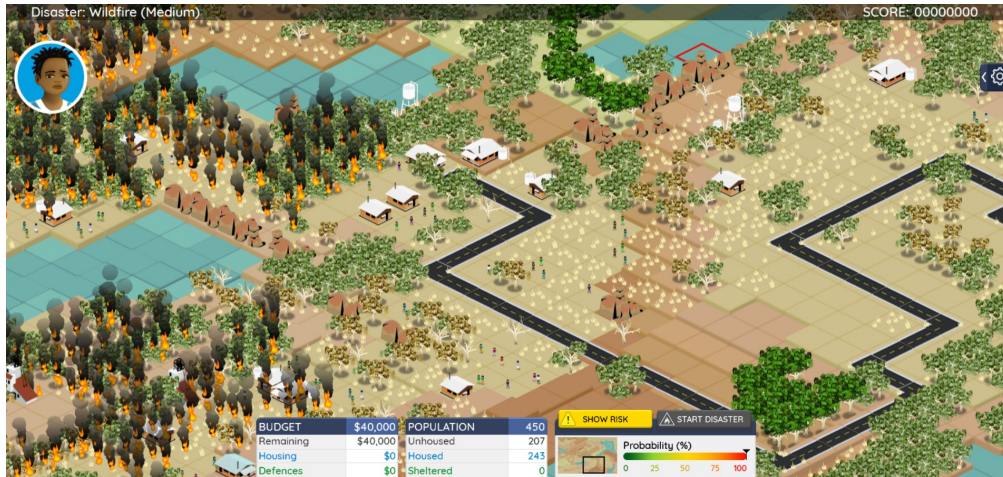 Disaster: Wildfire (Medium)
SCORE: 00000000
BUDGET $40,000
Remaining $40,000
Housing $0
Defences $0
POPULATION 450
Unhoused 207
Housed 243
Sheltered 0
SHOW RISK
START DISASTER
Probability (%)
0 25 50 75 100